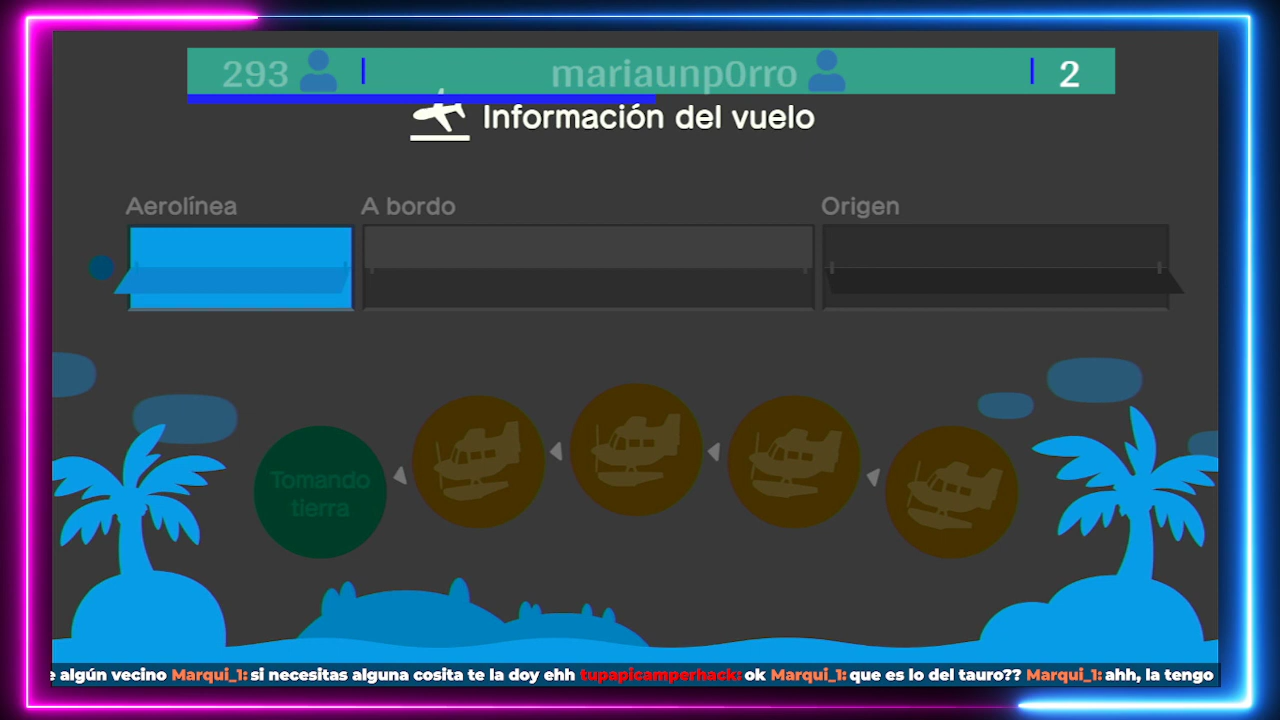 293 mariaunp0rro 2
Información del vuelo
Aerolínea A bordo Origen
Tomando
tierra
e algún vecino Marqui_1: si necesitas alguna cosita te la doy ehh tupapicamperhack: ok Marqui_1: que es lo del tauro?? Marqui_1: ahh, la tengo